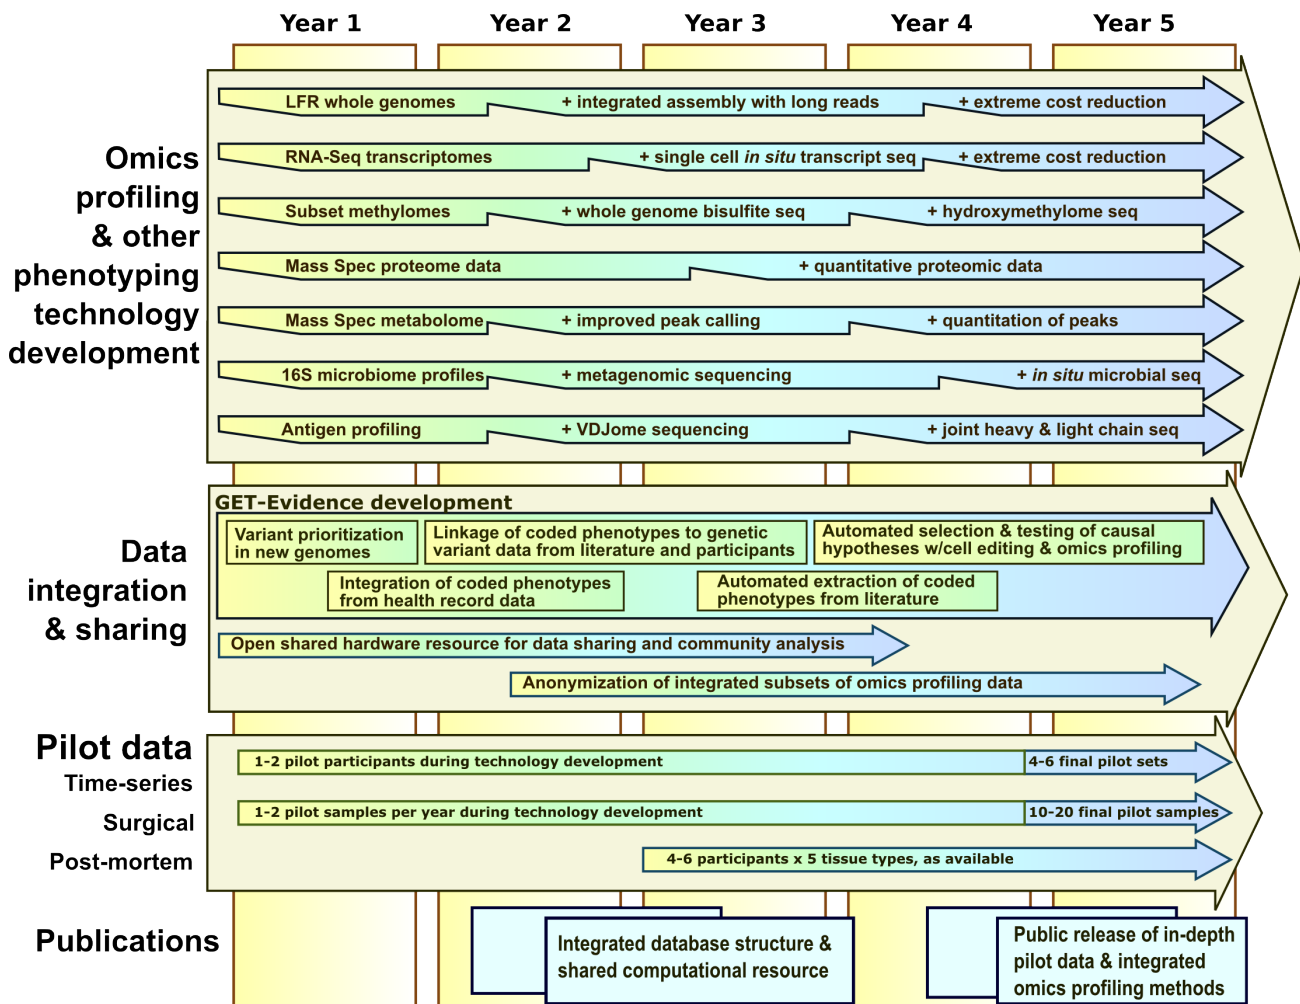 Year 1 Year 2 Year 3 Year 4 Year 5
Omics
profiling
& other
phenotyping
technology
development
LFR whole genomes + integrated assembly with long reads + extreme cost reduction
RNA-Seq transcriptomes + single cell in situ transcript seq + extreme cost reduction
Subset methylomes + whole genome bisulfite seq + hydroxymethylome seq
Mass Spec proteome data + quantitative proteomic data
Mass Spec metabolome + improved peak calling + quantitation of peaks
16S microbiome profiles + metagenomic sequencing + in situ microbial seq
Antigen profiling + VDJome sequencing + joint heavy & light chain seq
Data
integration
& sharing
GET-Evidence development
Variant prioritization
in new genomes
Linkage of coded phenotypes to genetic
variant data from literature and participants
Automated selection & testing of causal
hypotheses w/cell editing & omics profiling
Integration of coded phenotypes
from health record data
Automated extraction of coded
phenotypes from literature
Open shared hardware resource for data sharing and community analysis
Anonymization of integrated subsets of omics profiling data
Pilot data
Time-series
1-2 pilot participants during technology development 4-6 final pilot sets
Surgical
1-2 pilot samples per year during technology development 10-20 final pilot samples
Post-mortem
4-6 participants x 5 tissue types, as available
Publications
Integrated database structure &
shared computational resource
Public release of in-depth
pilot data & integrated
omics profiling methods